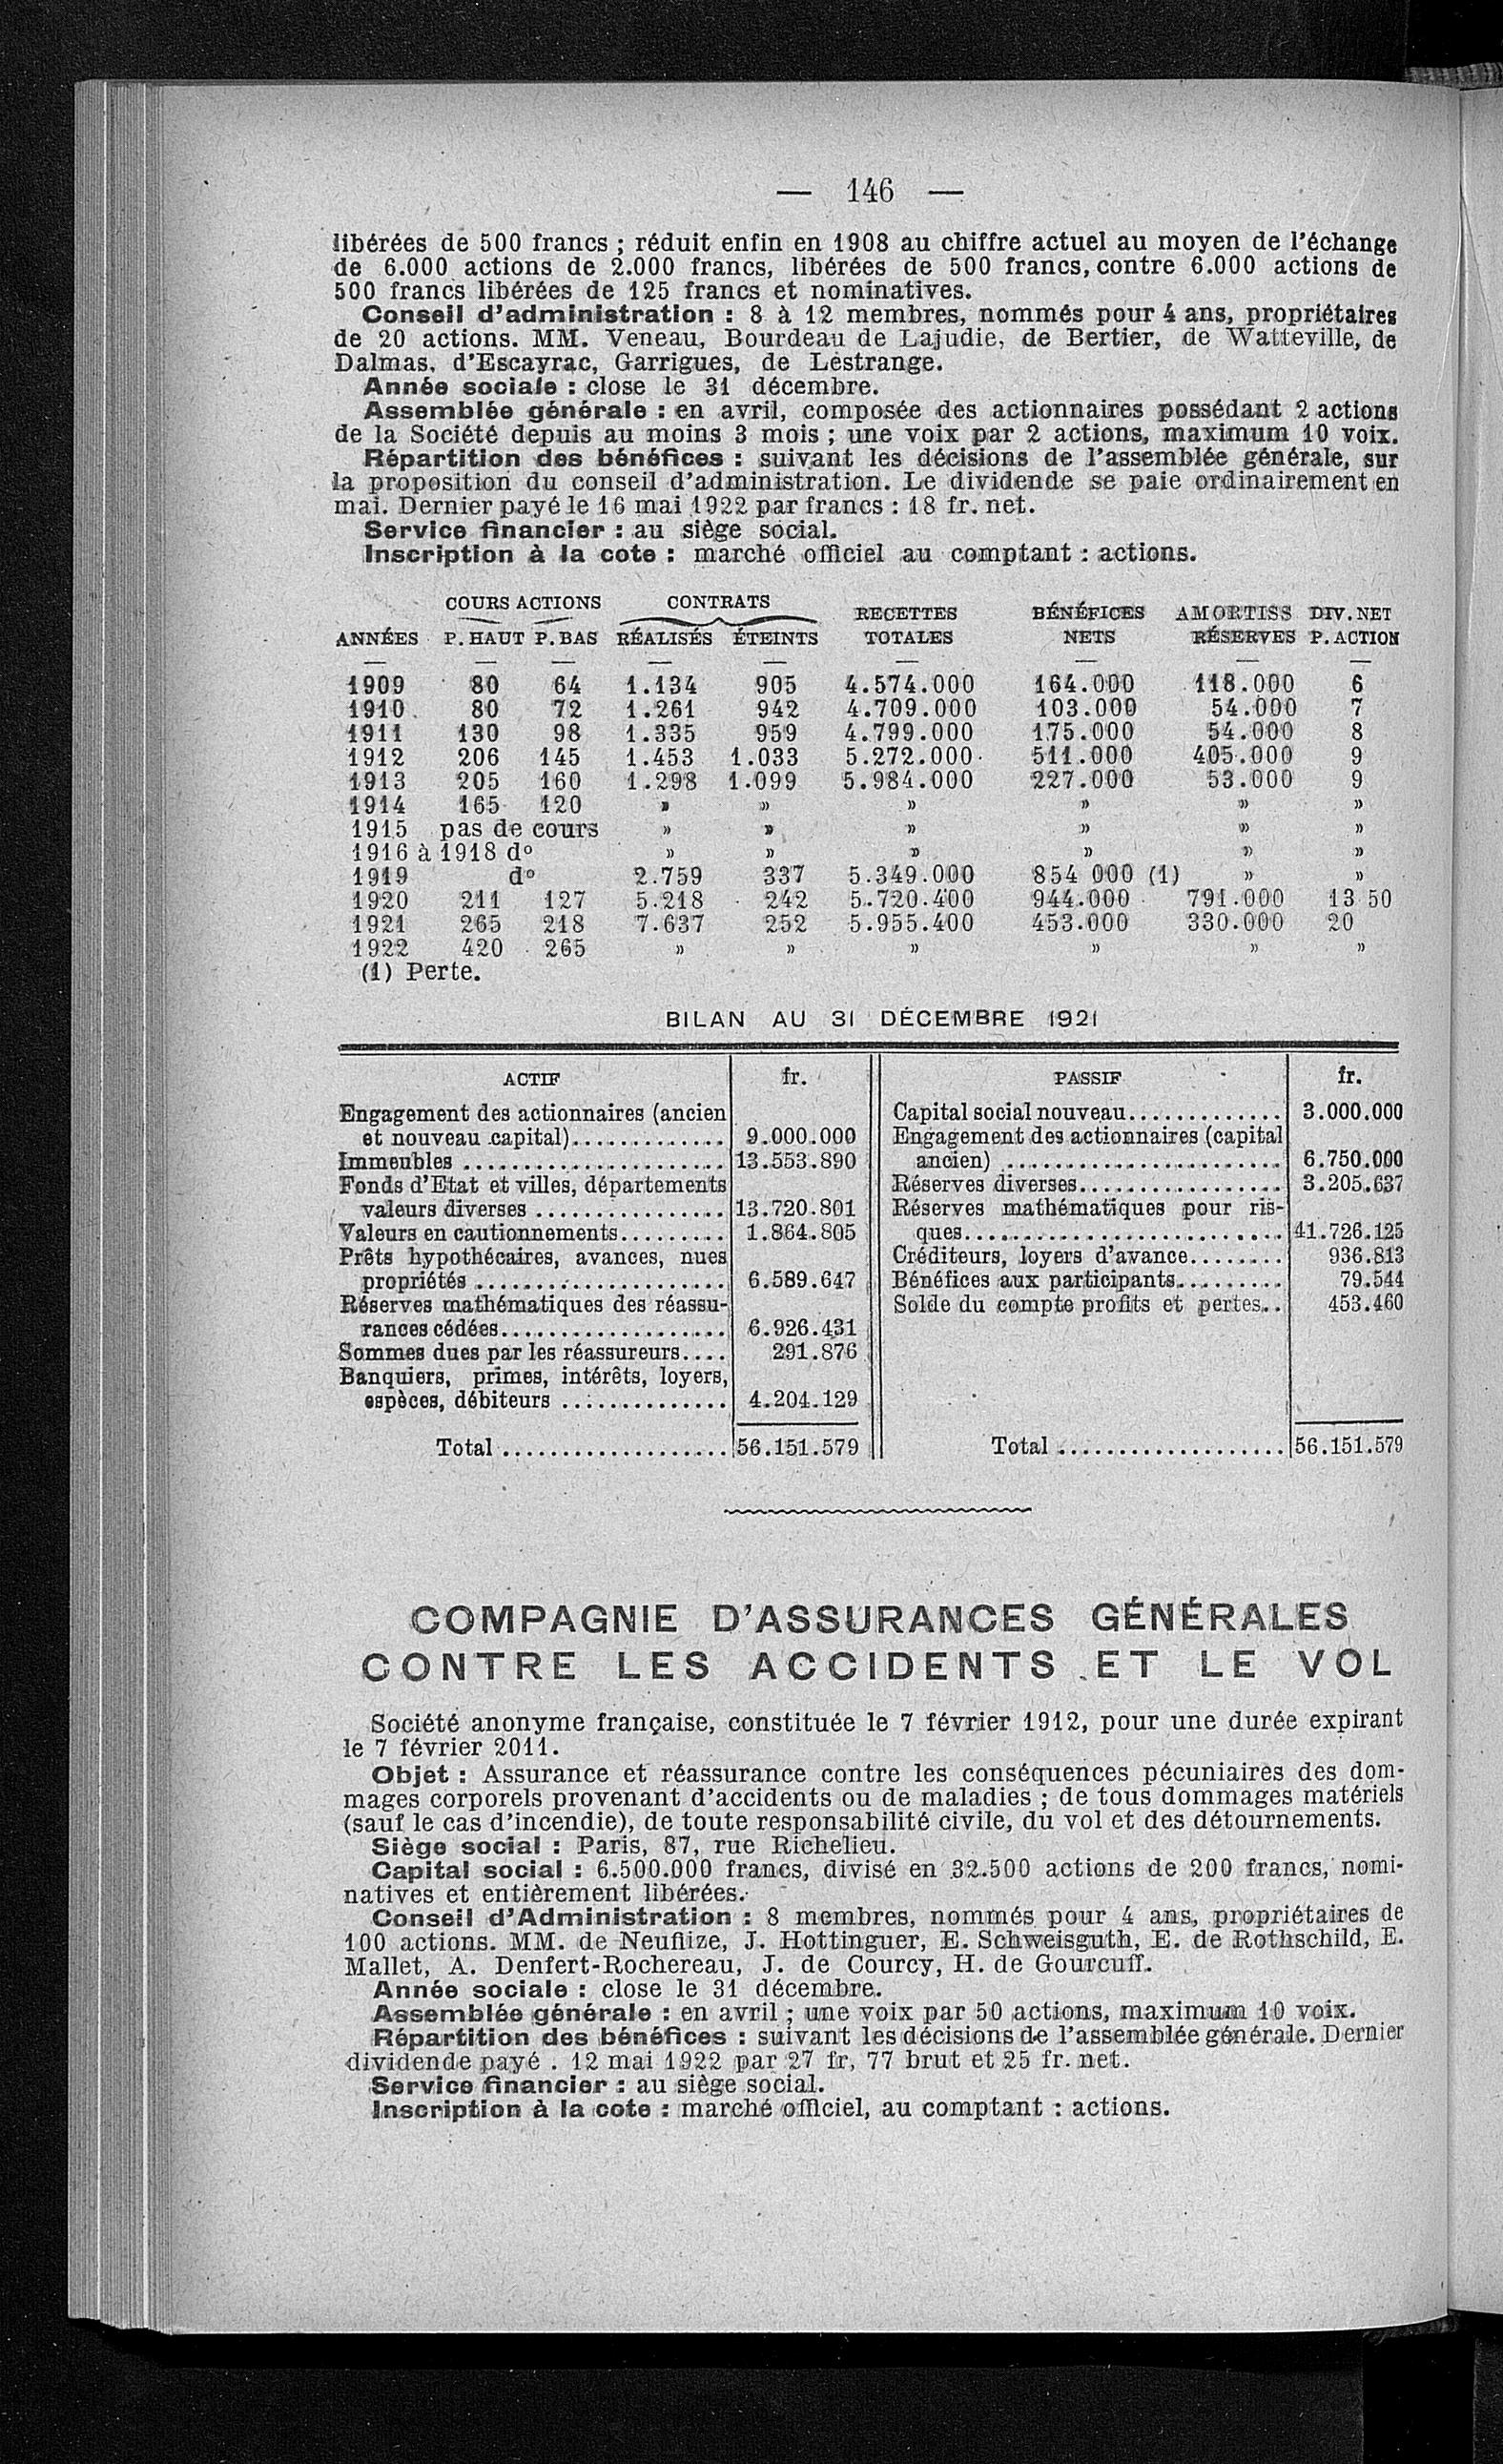 — 146 —
libérées de 500 francs ; réduit enfin en 1908 au chiffre actuel au moyen de l'échange
de 6.000 actions de 2.000 francs, libérées de 500 francs, contre 6.000 actions de
500 francs libérées de 125 francs et nominatives.
Conseil d'administration : 8 à 12 membres, nommés pour 4 ans, propriétaires
de 20 actions. MM. Veneau, Bourdeau de Lajudie, de Bertier, de Watteville, de
Dalmas, d'Escayrac, Garrigues, de Lestrange.
Année sociale : close le 31 décembre.
Assemblée générale : en avril, composée des actionnaires possédant 2 actions
de la Société depuis au moins 3 mois ; une voix par 2 actions, maximum 10 voix.
Répartition des bénéfices : suivant les décisions de l'assemblée générale, sur
la proposition du conseil d'administration. Le dividende se paie ordinairement en
mai. Dernier payé le 16 mai 1922 par francs : 18 fr. net.
Service financier : au siège social.
Inscription à la cote : marché officiel au comptant : actions.
COURS ACTIONS CONTRATS RECETTES BÉNÉFICES AMORTISS DIV. NET
ANNÉES P. HAUT P. BAS RÉALISÉS ÉTEINTS TOTALES NETS RÉSERVES P. ACTION
1909 80 64 1.134 905 4.574.000 164.000 118.000 6
1910 80 72 1.261 942 4.709.000 103.000 54.000 7
1911 130 98 1.335 959 4.799.000 175.000 54.000 8
1912 206 145 1.453 1.033 5.272.000 511.000 405.000 9
1913 205 160 1.298 1.099 5.984.000 227.000 53.000 9
1914 165 120 » » » » » »
1915 pas de cours » » » » » »
1916 à 1918 dº » » » » » »
1919 dº 2.759 337 5.349.000 854 000 (1) » »
1920 211 127 5.218 242 5.720.400 944.000 791.000 13 50
1921 265 218 7.637 252 5.955.400 453.000 330.000 20
1922 420 265 » » » » » »
(1) Perte.
BILAN AU 31 DÉCEMBRE 1921
ACTIF fr.
Engagement des actionnaires (ancien
et nouveau capital)............. 9.000.000
Immeubles ...................... 13.553.890
Fonds d'Etat et villes, départements
valeurs diverses ................ 13.720.801
Valeurs en cautionnements......... 1.864.805
Prêts hypothécaires, avances, nues
propriétés ..................... 6.589.647
Réserves mathématiques des réassu-
rances cédées................... 6.926.431
Sommes dues par les réassureurs.... 291.876
Banquiers, primes, intérêts, loyers,
espèces, débiteurs .............. 4.204.129
Total ................... 56.151.579
PASSIF fr.
Capital social nouveau............. 3.000.000
Engagement des actionnaires (capital
ancien) ....................... 6.750.000
Réserves diverses................. 3.205.637
Réserves mathématiques pour ris-
ques........................... 41.726.125
Créditeurs, loyers d'avance........ 936.813
Bénéfices aux participants......... 79.544
Solde du compte profits et pertes.. 453.460
Total ................... 56.151.579
COMPAGNIE D'ASSURANCES GÉNÉRALES
CONTRE LES ACCIDENTS ET LE VOL
Société anonyme française, constituée le 7 février 1912, pour une durée expirant
le 7 février 2011.
Objet : Assurance et réassurance contre les conséquences pécuniaires des dom-
mages corporels provenant d'accidents ou de maladies ; de tous dommages matériels
(sauf le cas d'incendie), de toute responsabilité civile, du vol et des détournements.
Siège social : Paris, 87, rue Richelieu.
Capital social : 6.500.000 francs, divisé en 32.500 actions de 200 francs, nomi-
natives et entièrement libérées.
Conseil d'Administration : 8 membres, nommés pour 4 ans, propriétaires de
100 actions. MM. de Neuflize, J. Hottinguer, E. Schweisguth, E. de Rothschild, E.
Mallet, A. Denfert-Rochereau, J. de Courcy, H. de Gourcuff.
Année sociale : close le 31 décembre.
Assemblée générale : en avril ; une voix par 50 actions, maximum 10 voix.
Répartition des bénéfices : suivant les décisions de l'assemblée générale. Dernier
dividende payé . 12 mai 1922 par 27 fr, 77 brut et 25 fr. net.
Service financier : au siège social.
Inscription à la cote : marché officiel, au comptant : actions.